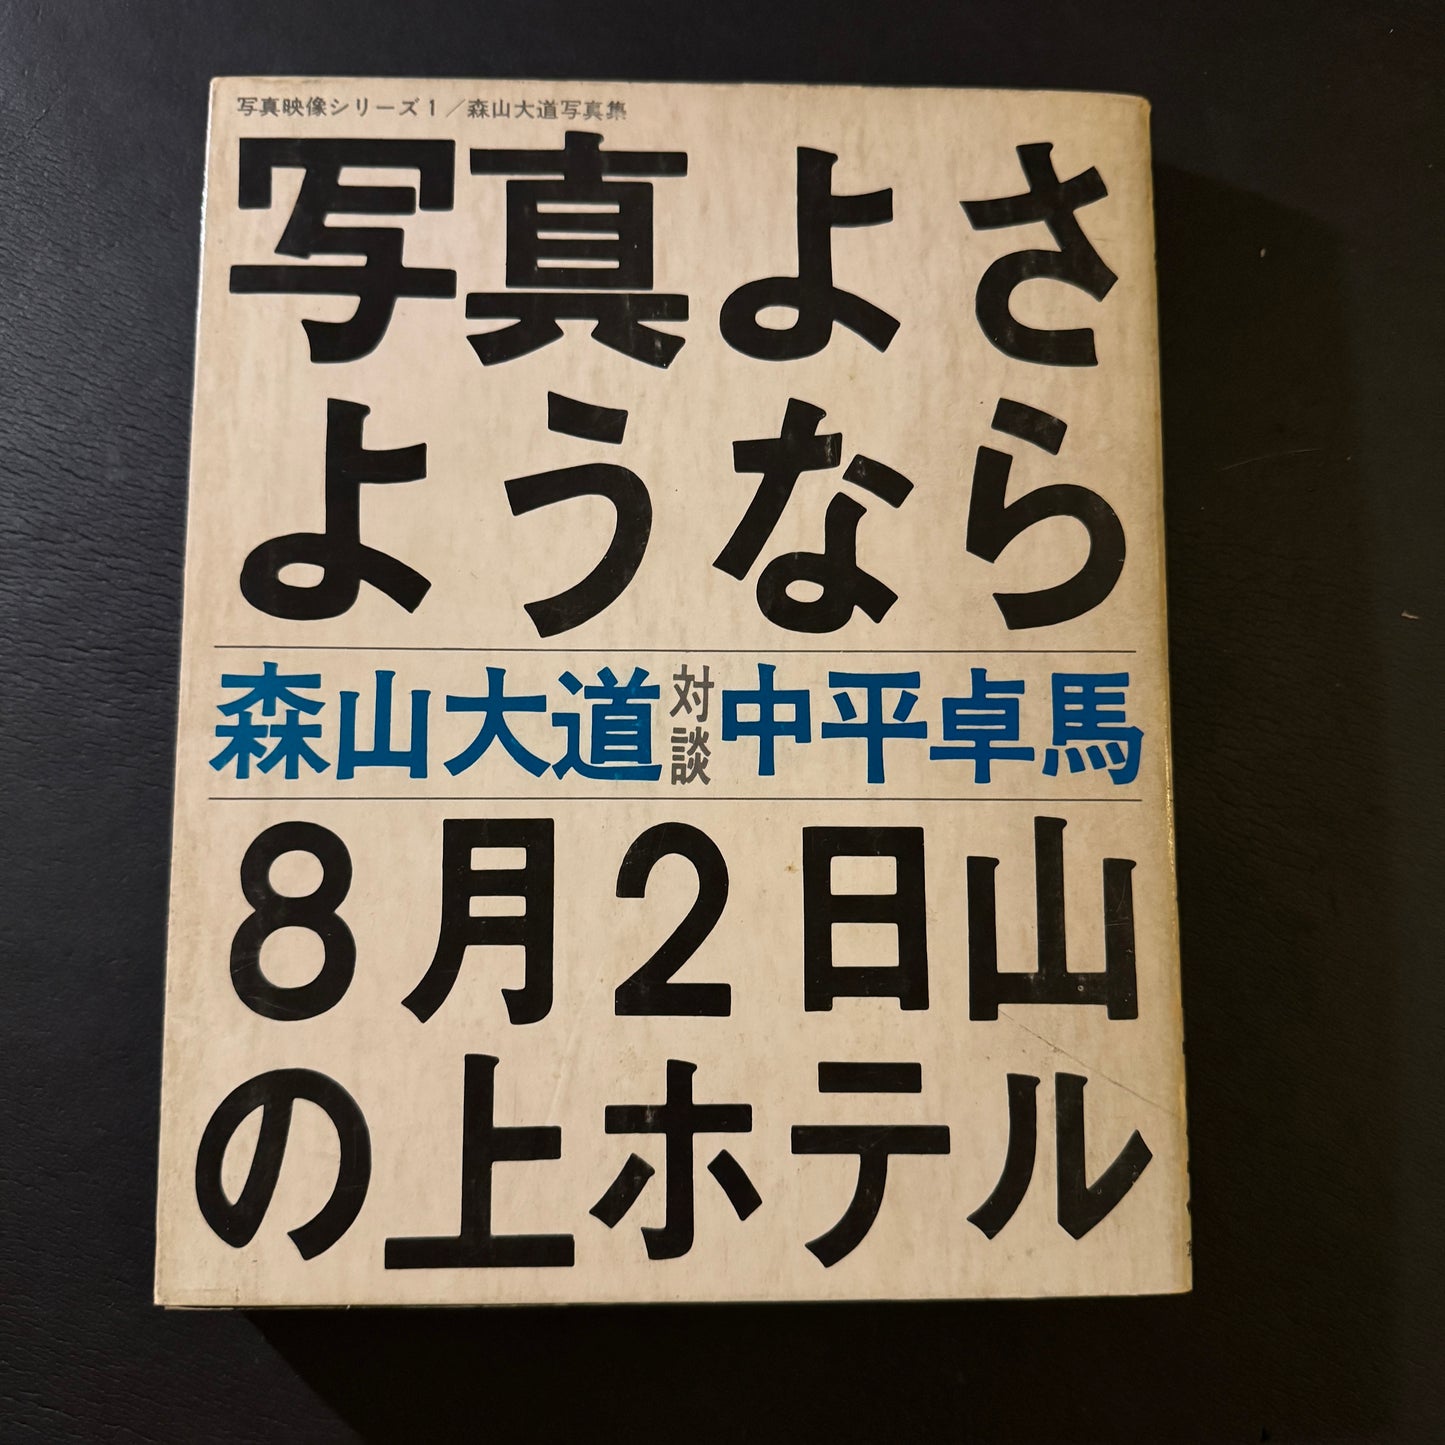 写真映像シリーズ1／森山大道写真集
写真よさ
ようなら
森山大道 対談 中平卓馬
8月2日山
の上ホテル